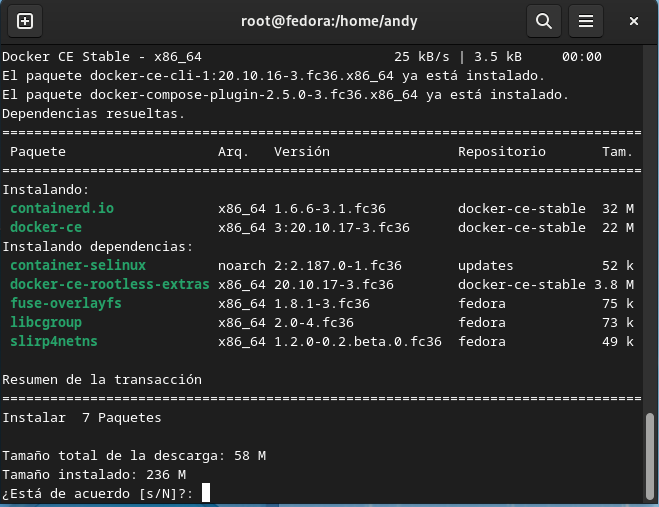 root@fedora:/home/andy
Docker CE Stable - x86_64                        25 kB/s | 3.5 kB     00:00
El paquete docker-ce-cli-1:20.10.16-3.fc36.x86_64 ya está instalado.
El paquete docker-compose-plugin-2.5.0-3.fc36.x86_64 ya está instalado.
Dependencias resueltas.
================================================================================
 Paquete                   Arq.   Versión                Repositorio       Tam.
================================================================================
Instalando:
 containerd.io             x86_64 1.6.6-3.1.fc36         docker-ce-stable  32 M
 docker-ce                 x86_64 3:20.10.17-3.fc36      docker-ce-stable  22 M
Instalando dependencias:
 container-selinux         noarch 2:2.187.0-1.fc36       updates           52 k
 docker-ce-rootless-extras x86_64 20.10.17-3.fc36        docker-ce-stable 3.8 M
 fuse-overlayfs            x86_64 1.8.1-3.fc36           fedora            75 k
 libcgroup                 x86_64 2.0-4.fc36             fedora            73 k
 slirp4netns               x86_64 1.2.0-0.2.beta.0.fc36  fedora            49 k
Resumen de la transacción
================================================================================
Instalar  7 Paquetes
Tamaño total de la descarga: 58 M
Tamaño instalado: 236 M
¿Está de acuerdo [s/N]?: